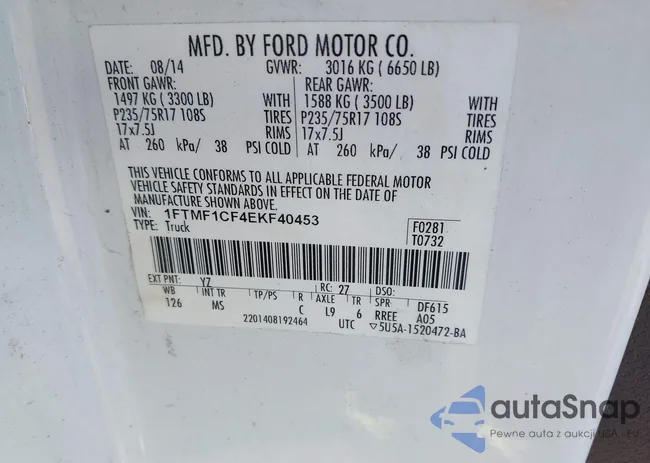 MFD. BY FORD MOTOR CO.
DATE: 08/14 GVWR: 3016 KG ( 6650 LB)
FRONT GAWR: REAR GAWR:
1497 KG ( 3300 LB) WITH 1588 KG ( 3500 LB) WITH
P235/75R17 108S TIRES P235/75R17 108S TIRES
17x7.5J RIMS 17x7.5J RIMS
AT 260 kPa/ 38 PSI COLD AT 260 kPa/ 38 PSI COLD
THIS VEHICLE CONFORMS TO ALL APPLICABLE FEDERAL MOTOR
VEHICLE SAFETY STANDARDS IN EFFECT ON THE DATE OF
MANUFACTURE SHOWN ABOVE.
VIN: 1FTMF1CF4EKF40453
TYPE: Truck
F0281
T0732
EXT PNT: YZ RC: 27 DSO:
WB INT TR TP/PS R AXLE TR SPR DF615
126 MS C L9 6 RREE A05
2201408192464 UTC ▽5U5A-1520472-BA
autaSnap
Pewne auta z aukcji USA i EU